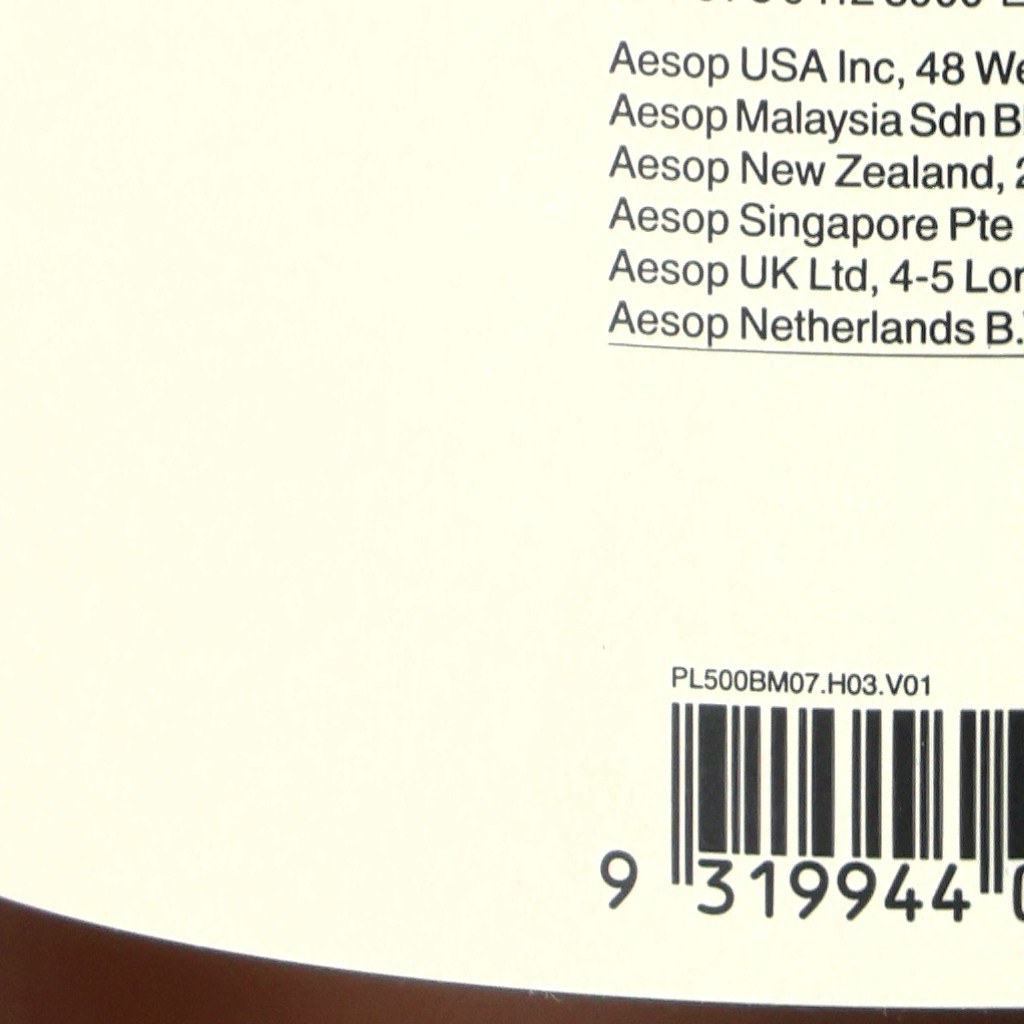 Aesop USA Inc, 48
Aesop Malaysia Sdn
Aesop New Zealand,
Aesop Singapore Pte
Aesop UK Ltd, 4-5
Aesop Netherlands
PL500BM07.H03.V01
9 319944